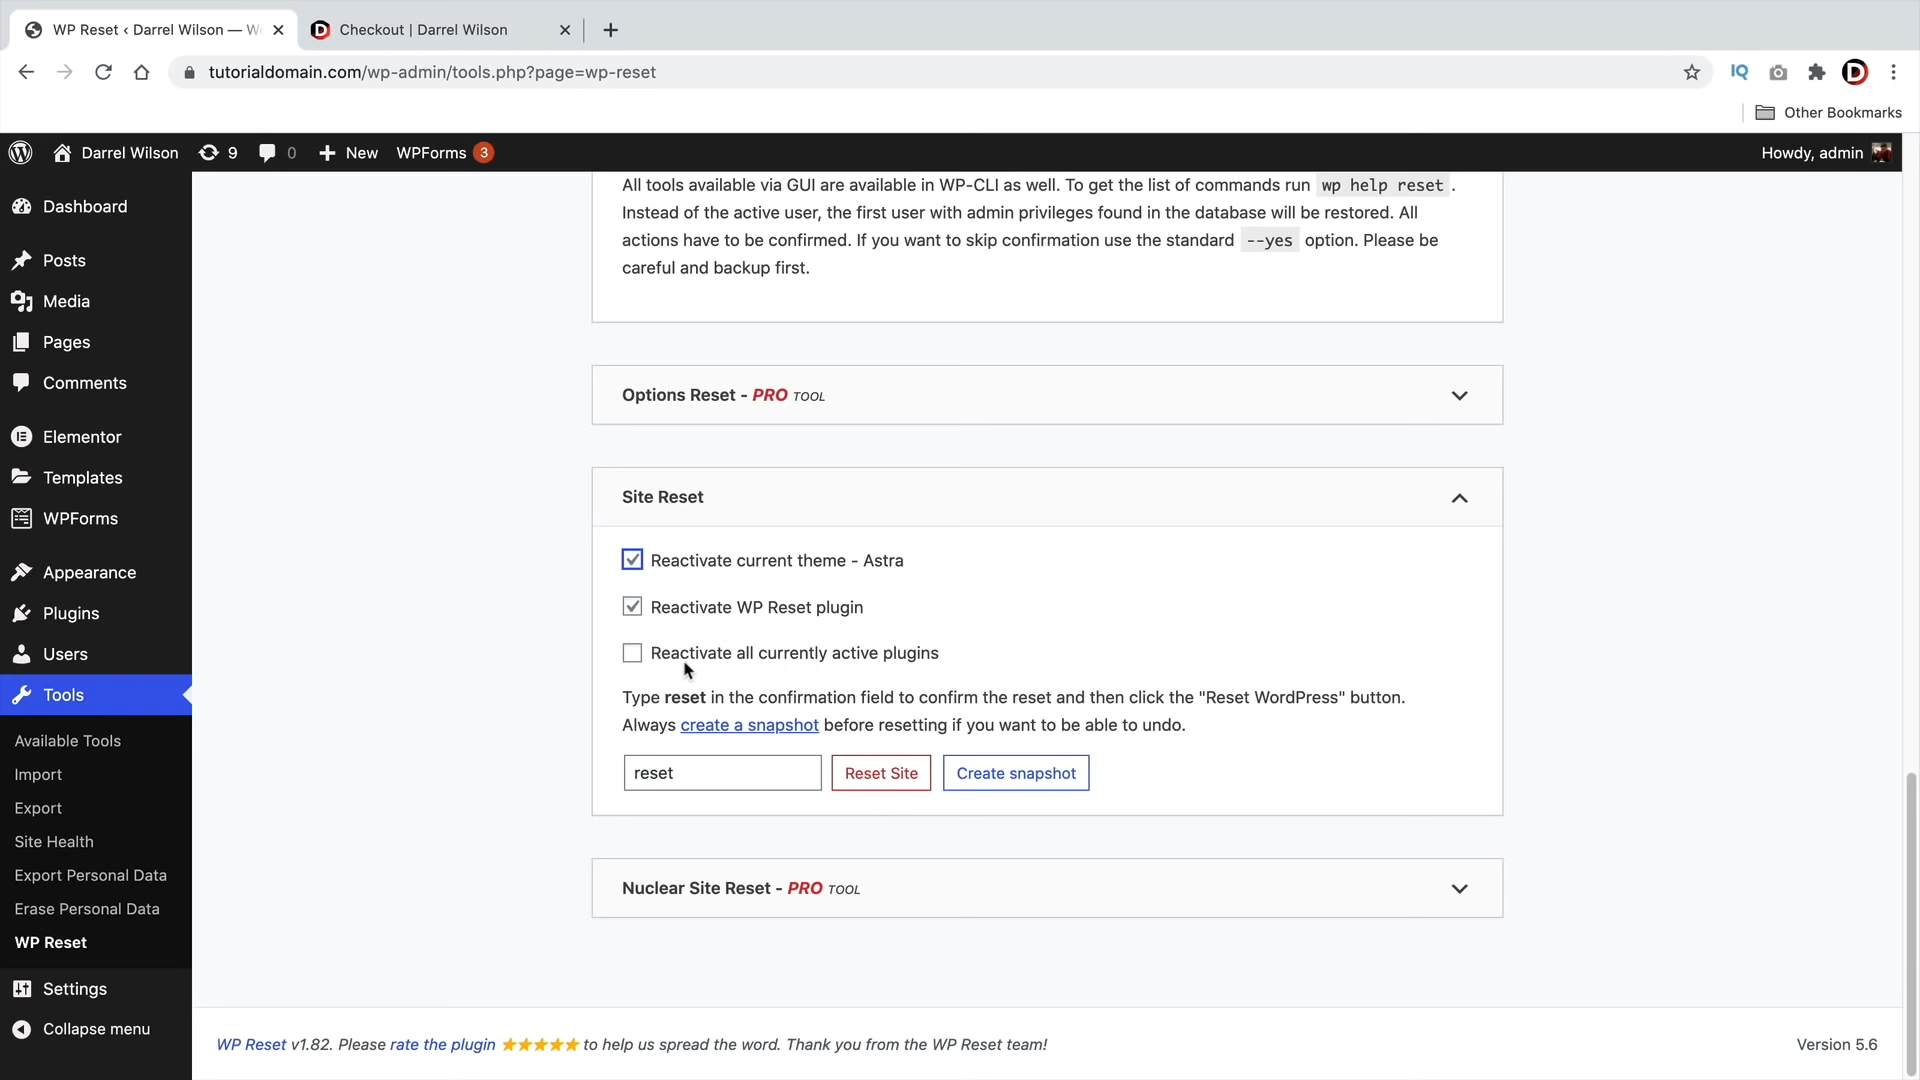 WP Reset ‹ Darrel Wilson — W
Checkout | Darrel Wilson
tutorialdomain.com/wp-admin/tools.php?page=wp-reset
IQ
D
Other Bookmarks
Darrel Wilson
9
0
New
WPForms 3
Howdy, admin
Dashboard
Posts
Media
Pages
Comments
Elementor
Templates
WPForms
Appearance
Plugins
Users
Tools
Available Tools
Import
Export
Site Health
Export Personal Data
Erase Personal Data
WP Reset
Settings
Collapse menu
All tools available via GUI are available in WP-CLI as well. To get the list of commands run wp help reset .
Instead of the active user, the first user with admin privileges found in the database will be restored. All
actions have to be confirmed. If you want to skip confirmation use the standard --yes option. Please be
careful and backup first.
Options Reset - PRO TOOL
Site Reset
Reactivate current theme - Astra
Reactivate WP Reset plugin
Reactivate all currently active plugins
Type reset in the confirmation field to confirm the reset and then click the "Reset WordPress" button.
Always create a snapshot before resetting if you want to be able to undo.
reset
Reset Site
Create snapshot
Nuclear Site Reset - PRO TOOL
WP Reset v1.82. Please rate the plugin ★★★★★ to help us spread the word. Thank you from the WP Reset team!
Version 5.6